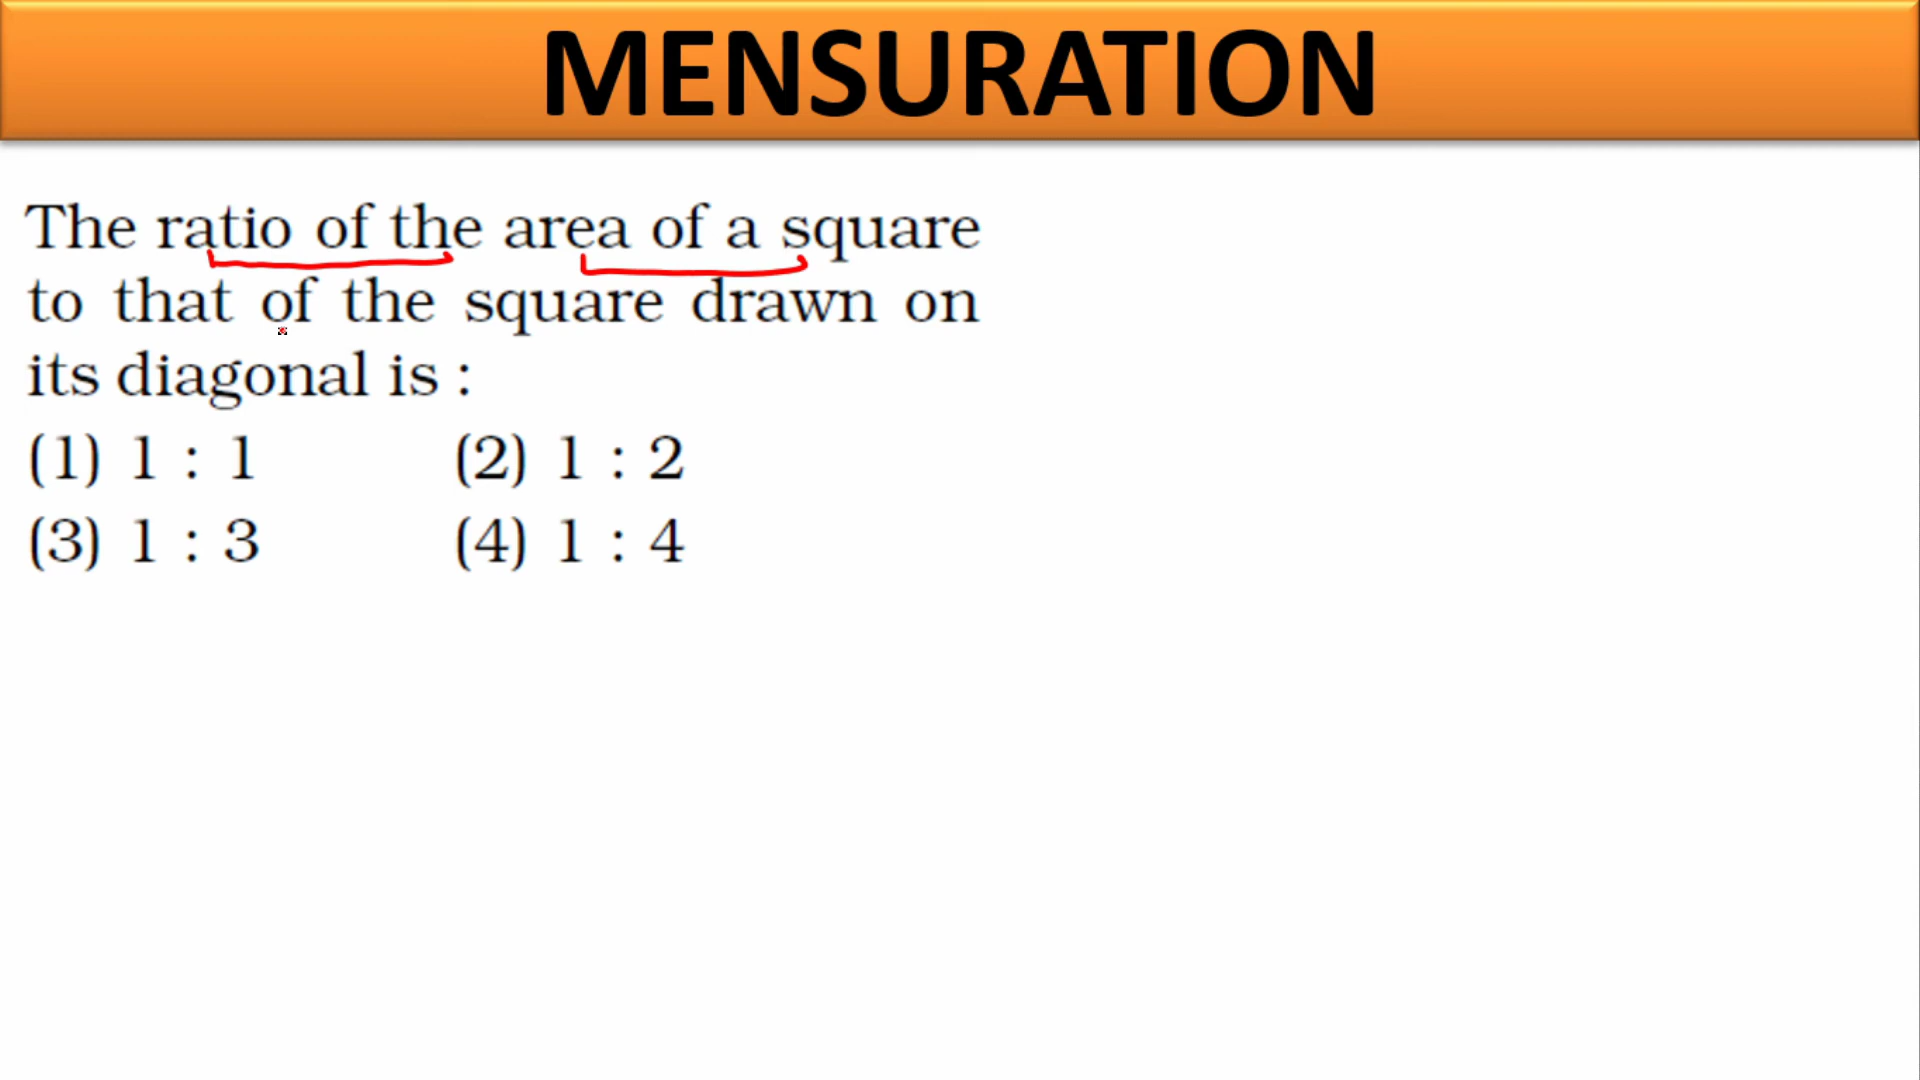 MENSURATION
The ratio of the area of a square
to that of the square drawn on
its diagonal is :
(1) 1 : 1 (2) 1 : 2
(3) 1 : 3 (4) 1 : 4